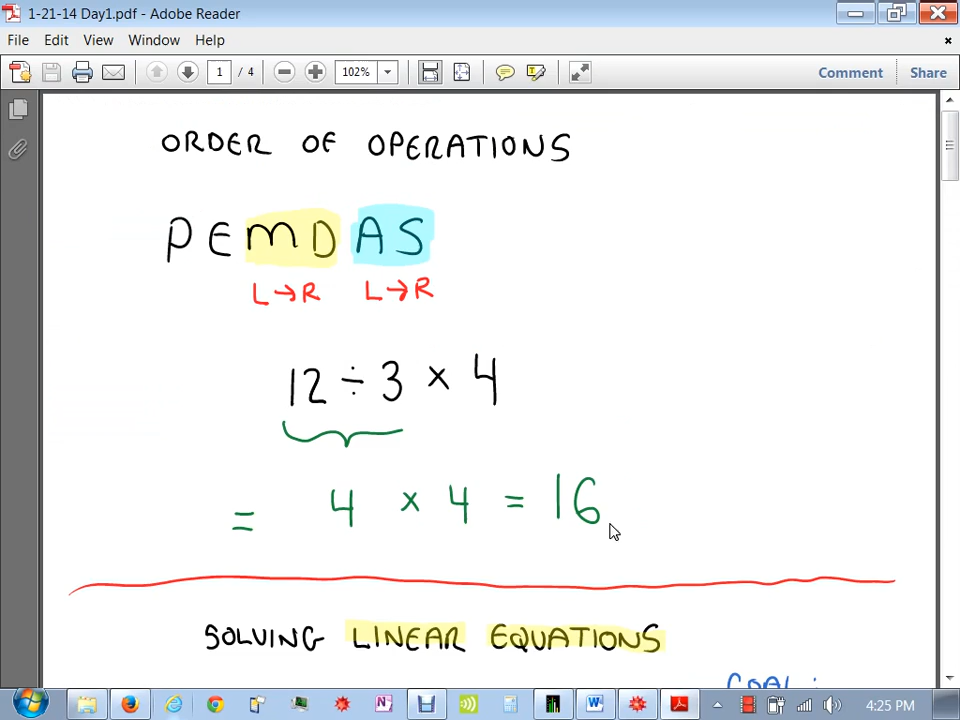 1-21-14 Day1.pdf - Adobe Reader
File Edit View Window Help
1 / 4 102% Comment Share
ORDER OF OPERATIONS
PEMDAS
L→R L→R
12 ÷ 3 × 4
= 4 × 4 = 16
SOLVING LINEAR EQUATIONS
GOAL:
4:25 PM